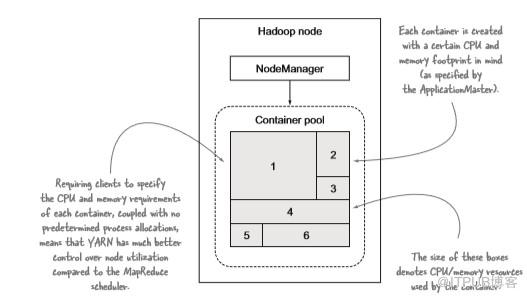 Hadoop node
NodeManager
Container pool
1
2
3
4
5
6
Each container is created
with a certain CPU and
memory footprint in mind
(as specified by
the ApplicationMaster).
Requiring clients to specify
the CPU and memory requirements
of each container, coupled with no
predetermined process allocations,
means that YARN has much better
control over node utilization
compared to the MapReduce
scheduler.
The size of these boxes
denotes CPU/memory resources
used by the container.
@ITPUB博客